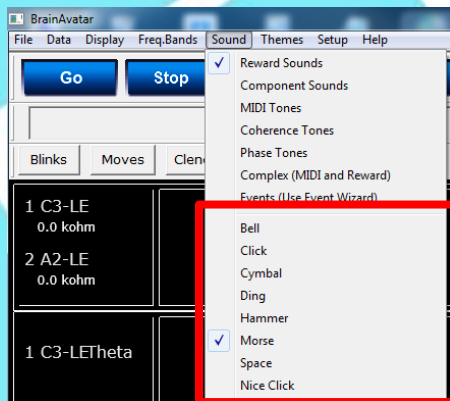 BrainAvatar
File Data Display Freq.Bands Sound Themes Setup Help
Go Stop
Reward Sounds
Component Sounds
MIDI Tones
Coherence Tones
Phase Tones
Complex (MIDI and Reward)
Events (Use Event Wizard)
Blinks Moves Clenc
Bell
Click
Cymbal
Ding
Hammer
Morse
Space
Nice Click
1 C3-LE
0.0 kohm
2 A2-LE
0.0 kohm
1 C3-LETheta